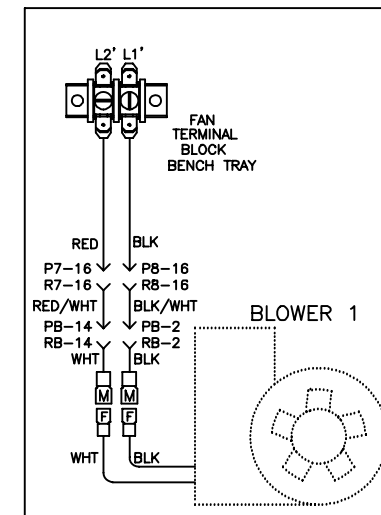 L2' L1'
FAN
TERMINAL
BLOCK
BENCH TRAY
RED BLK
P7-16 P8-16
R7-16 R8-16
RED/WHT BLK/WHT
PB-14 PB-2
RB-14 RB-2
WHT BLK
M M
F F
WHT BLK
BLOWER 1